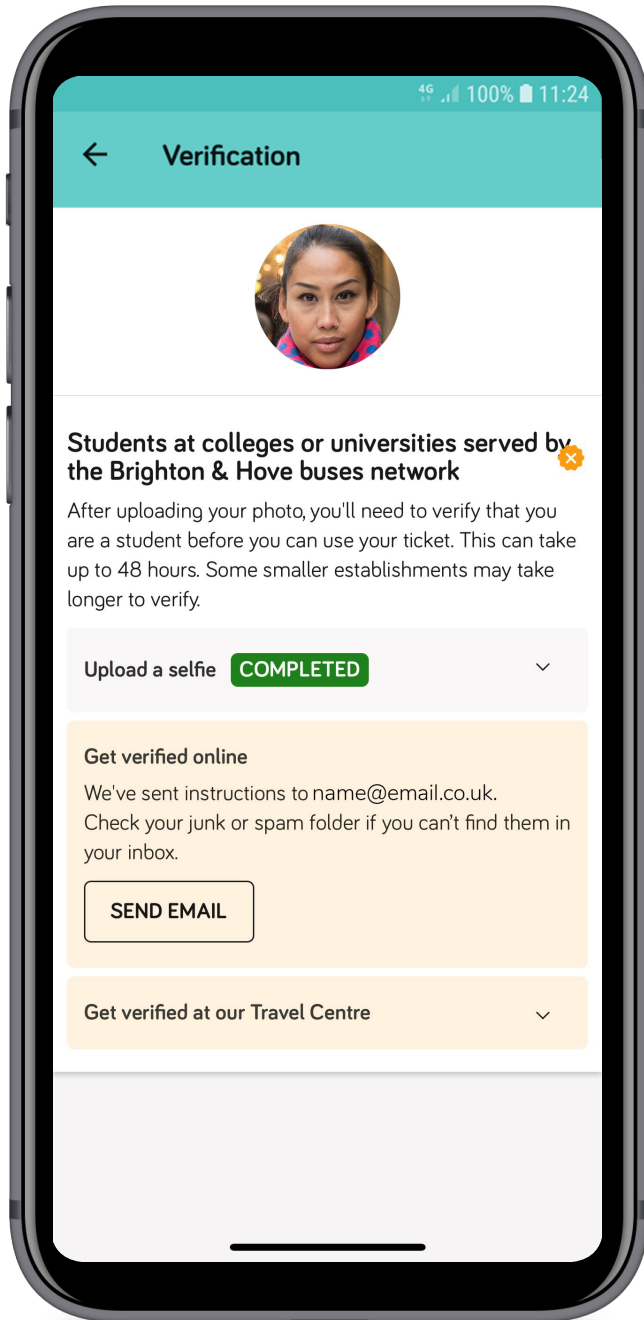 4G 100% 11:24
Verification
Students at colleges or universities served by
the Brighton & Hove buses network
After uploading your photo, you'll need to verify that you
are a student before you can use your ticket. This can take
up to 48 hours. Some smaller establishments may take
longer to verify.
Upload a selfie COMPLETED
Get verified online
We've sent instructions to name@email.co.uk.
Check your junk or spam folder if you can’t find them in
your inbox.
SEND EMAIL
Get verified at our Travel Centre